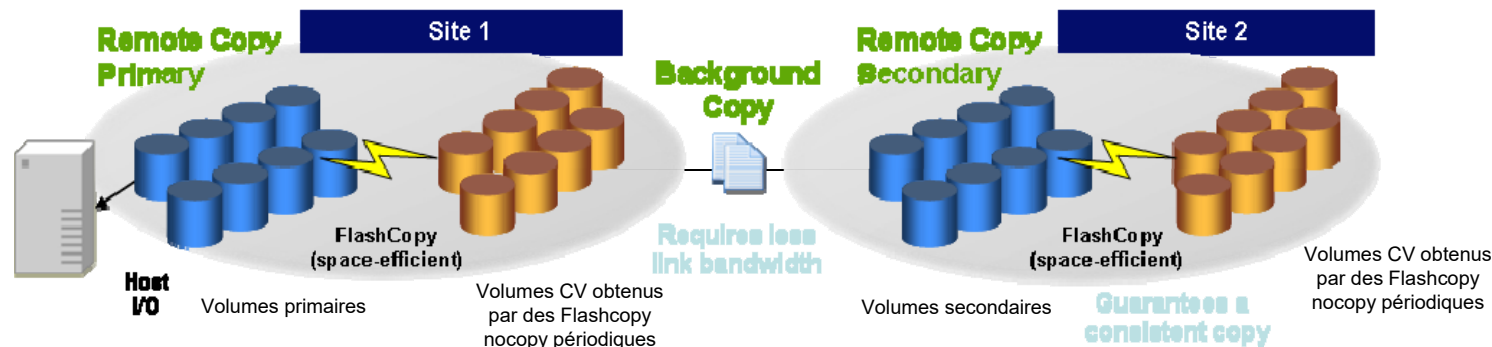 Site 1
Remote Copy
Primary
Background
Copy
Site 2
Remote Copy
Secondary
FlashCopy
(space-efficient)
Requires less
link bandwidth
FlashCopy
(space-efficient)
Guarantees a
consistent copy
Host
I/O
Volumes primaires
Volumes CV obtenus
par des Flashcopy
nocopy périodiques
Volumes secondaires
Volumes CV obtenus
par des Flashcopy
nocopy périodiques